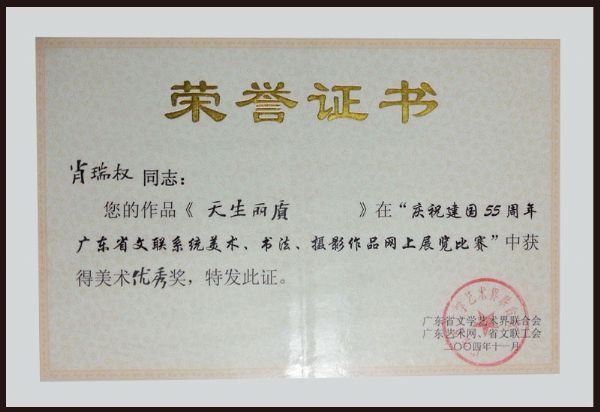 荣誉证书
肖瑞权 同志：
您的作品《 天生丽质 》在“庆祝建国55周年
广东省文联系统美术、书法、摄影作品网上展览比赛”中获
得美术优秀奖，特发此证。
广东省文学艺术界联合会
广东艺术网、省文联工会
二〇〇四年十一月